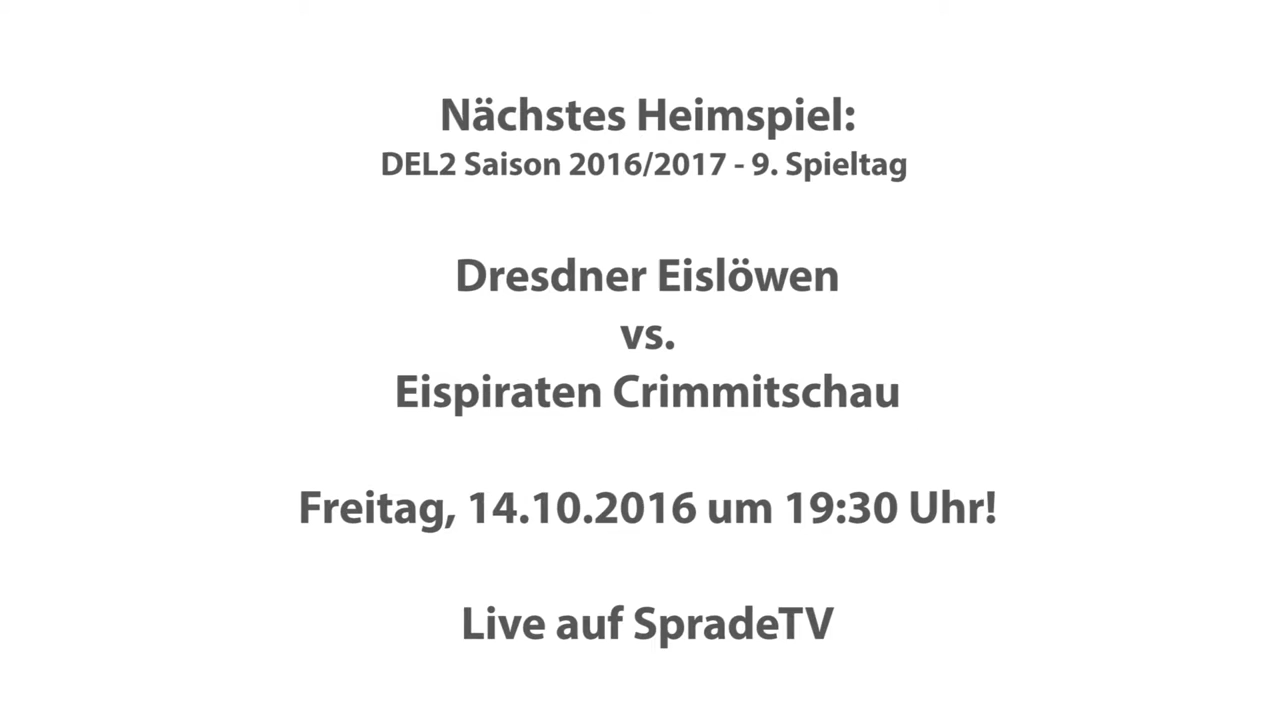 Nächstes Heimspiel:
DEL2 Saison 2016/2017 - 9. Spieltag
Dresdner Eislöwen
vs.
Eispiraten Crimmitschau
Freitag, 14.10.2016 um 19:30 Uhr!
Live auf SpradeTV